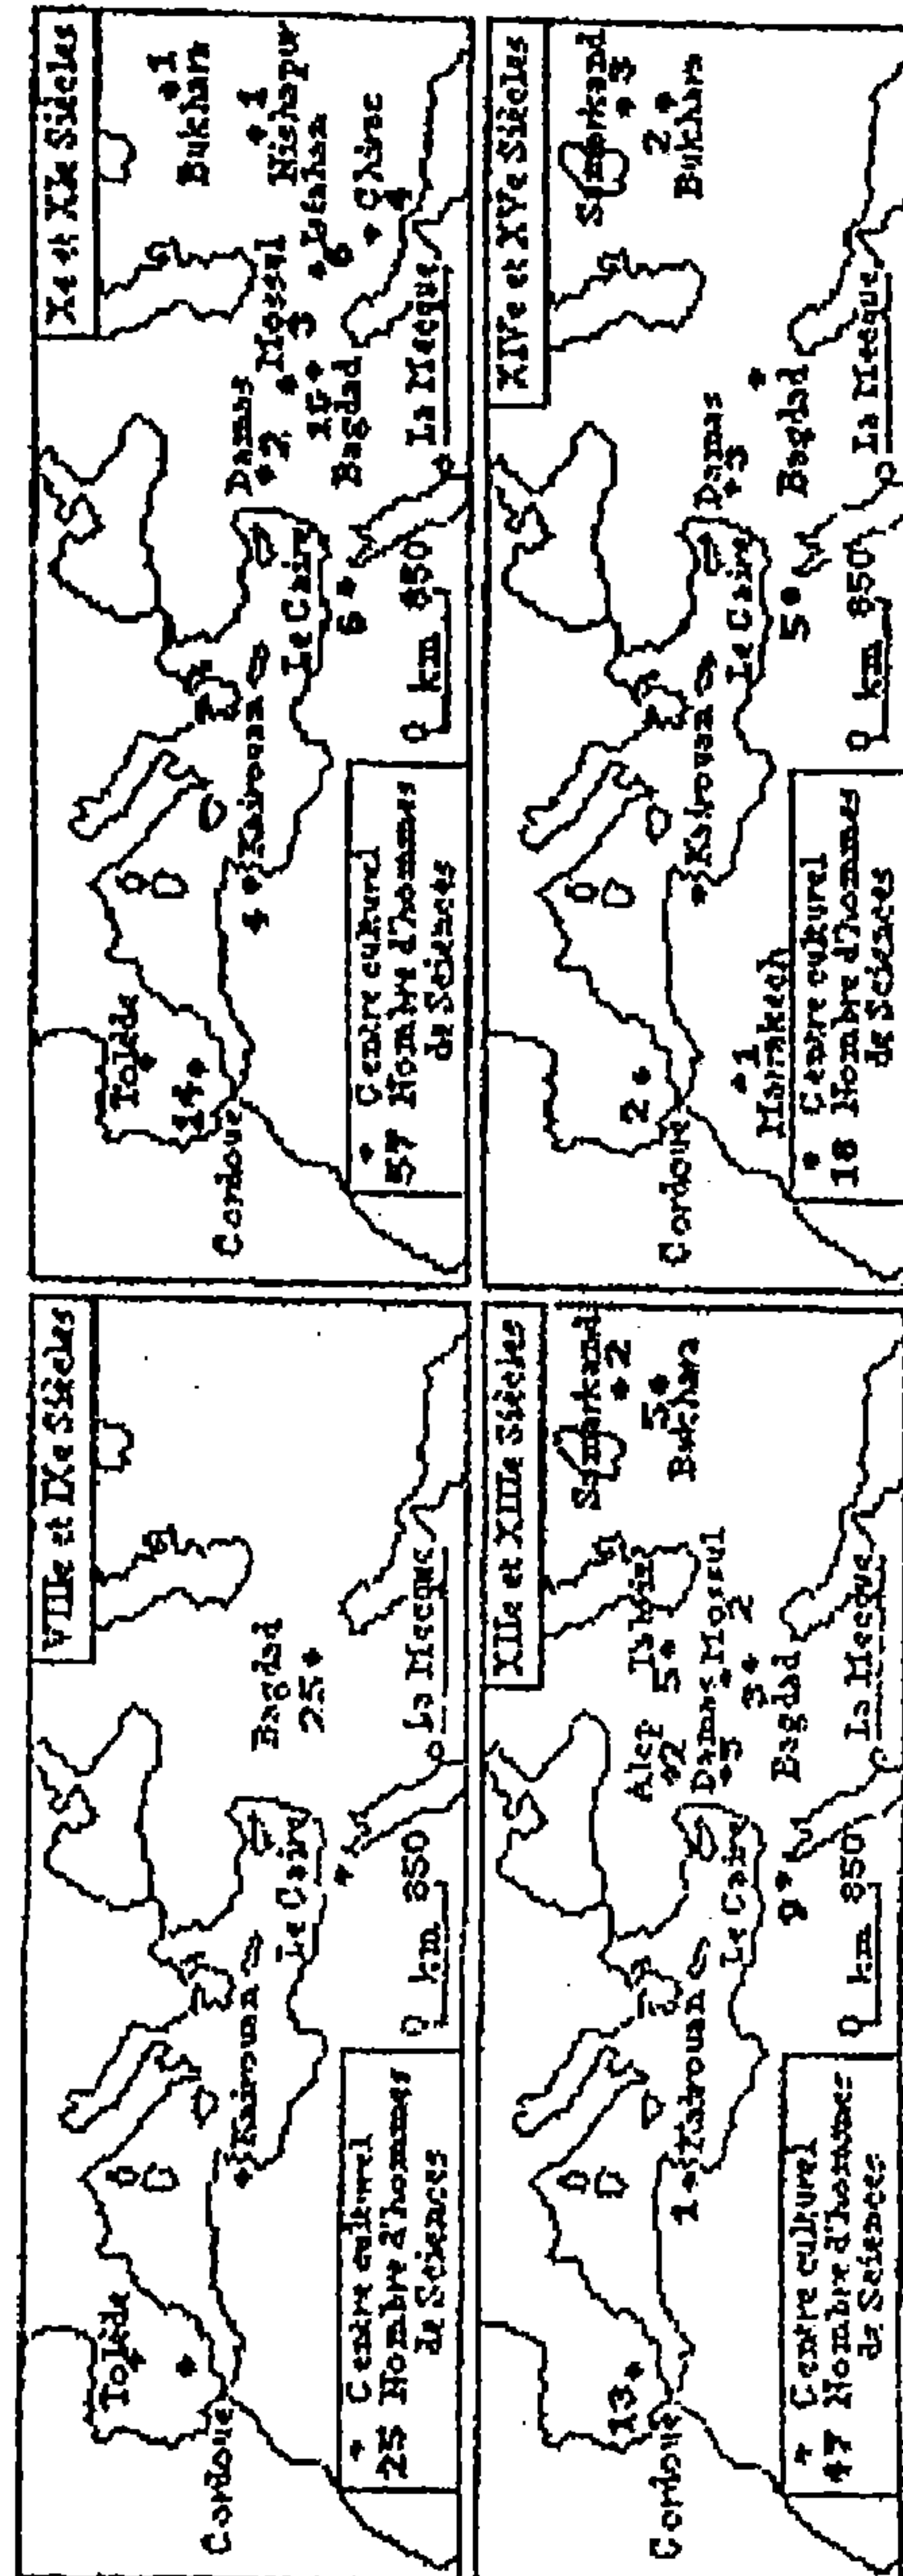 VIIIe et IXe Siècles
Tolède
Cordoue
Kairouan
Le Caire
Bagdad
25
La Mecque
0 km 850
Centre culturel
25 Nombre d'hommes
de Sciences
Xe et XIe Siècles
Tolède
14
Cordoue
4
Kairouan
Le Caire
6
Damas
2
Mossul
3
Bagdad
Isfahan
6
Chiraz
4
1
Nishapur
1
Bukhara
La Mecque
0 km 850
Centre culturel
57 Nombre d'hommes
de Sciences
XIIe et XIIIe Siècles
13
Cordoue
1
Kairouan
Le Caire
9
Alep
2
Damas
5
Tabriz
5
Mossul
2
3
Bagdad
Samarkand
2
5
Bukhara
La Mecque
0 km 850
Centre culturel
47 Nombre d'hommes
de Sciences
XIVe et XVe Siècles
2
Cordoue
1
Marrakech
Kairouan
Le Caire
5
Damas
3
Bagdad
Samarkand
3
2
Bukhara
La Mecque
0 km 850
Centre culturel
18 Nombre d'hommes
de Sciences